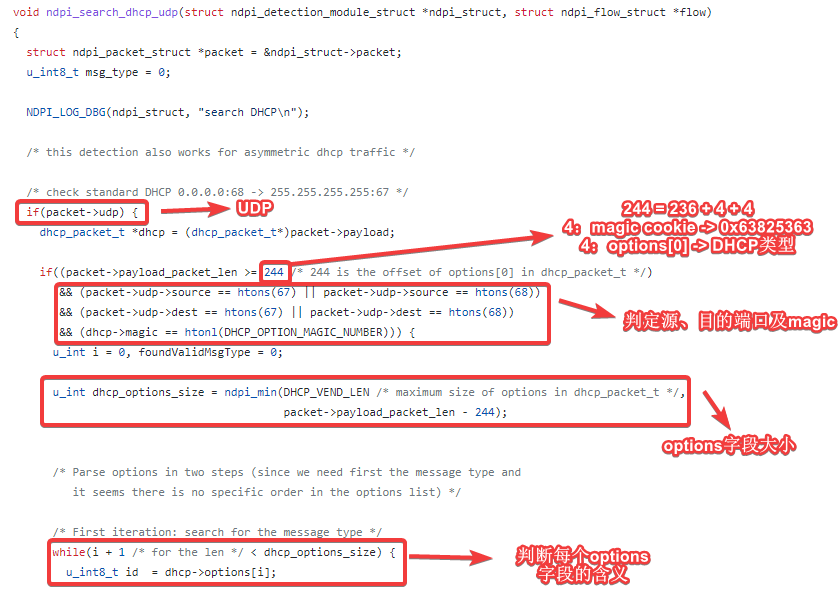 void ndpi_search_dhcp_udp(struct ndpi_detection_module_struct *ndpi_struct, struct ndpi_flow_struct *flow)
{
struct ndpi_packet_struct *packet = &ndpi_struct->packet;
u_int8_t msg_type = 0;
NDPI_LOG_DBG(ndpi_struct, "search DHCP\n");
/* this detection also works for asymmetric dhcp traffic */
/* check standard DHCP 0.0.0.0:68 -> 255.255.255.255:67 */
if(packet->udp) {
UDP
dhcp_packet_t *dhcp = (dhcp_packet_t*)packet->payload;
244 = 236 + 4 + 4
4：magic cookie -> 0x63825363
4：options[0] -> DHCP类型
if((packet->payload_packet_len >= 244 /* 244 is the offset of options[0] in dhcp_packet_t */)
&& (packet->udp->source == htons(67) || packet->udp->source == htons(68))
&& (packet->udp->dest == htons(67) || packet->udp->dest == htons(68))
&& (dhcp->magic == htonl(DHCP_OPTION_MAGIC_NUMBER))) {
判定源、目的端口及magic
u_int i = 0, foundValidMsgType = 0;
u_int dhcp_options_size = ndpi_min(DHCP_VEND_LEN /* maximum size of options in dhcp_packet_t */,
packet->payload_packet_len - 244);
options字段大小
/* Parse options in two steps (since we need first the message type and
it seems there is no specific order in the options list) */
/* First iteration: search for the message type */
while(i + 1 /* for the len */ < dhcp_options_size) {
u_int8_t id = dhcp->options[i];
判断每个options
字段的含义